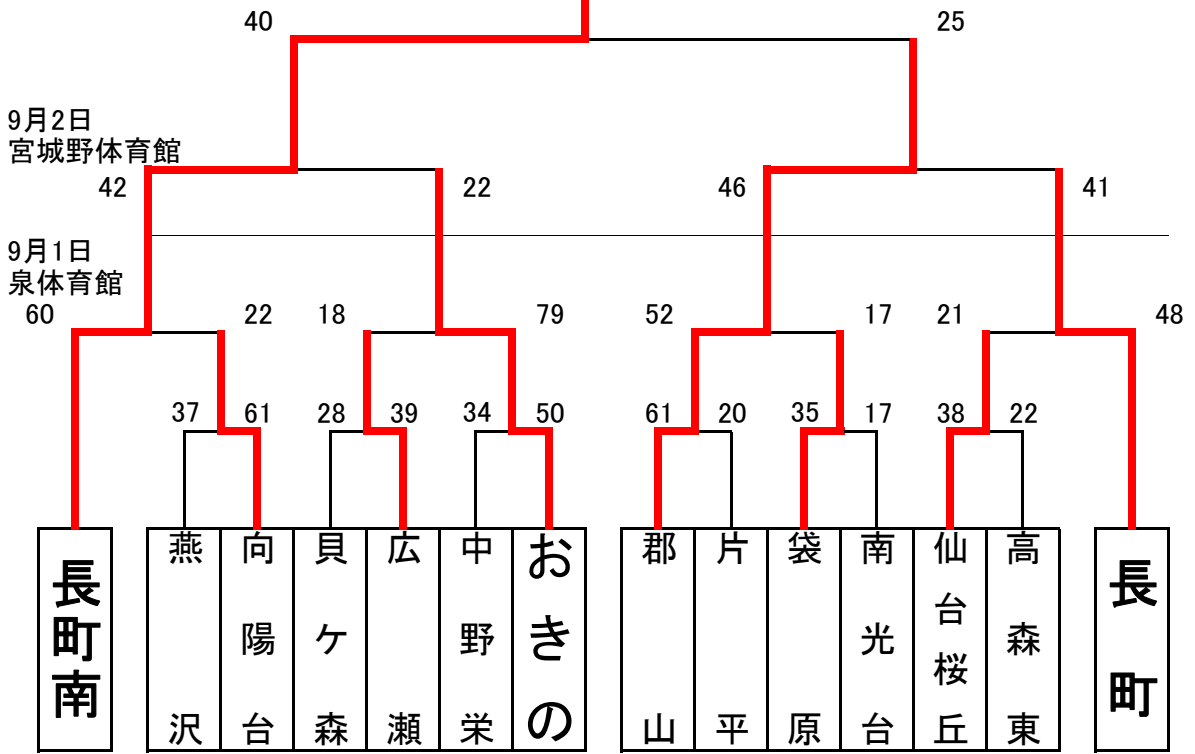 40 25
9月2日
宮城野体育館
42 22 46 41
9月1日
泉体育館
60 22 18 79 52 17 21 48
37 61 28 39 34 50 61 20 35 17 38 22
長町南
燕沢
向陽台
貝ケ森
広瀬
中野栄
おきの
郡山
片平
袋原
南光台
仙台桜丘
高森東
長町